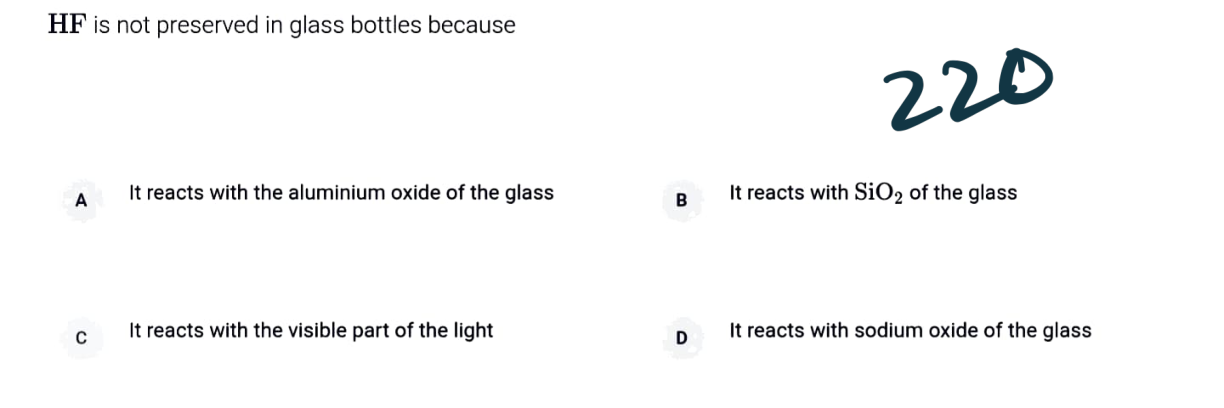 HF is not preserved in glass bottles because
220
A It reacts with the aluminium oxide of the glass
B It reacts with SiO₂ of the glass
C It reacts with the visible part of the light
D It reacts with sodium oxide of the glass